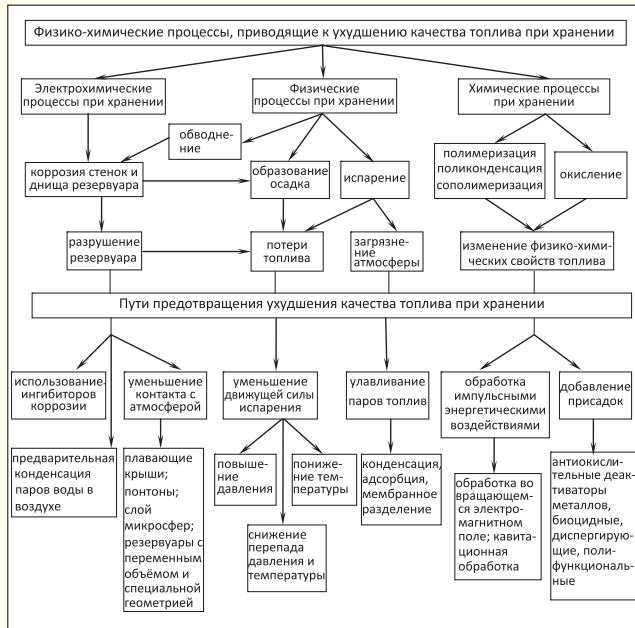 Физико-химические процессы, приводящие к ухудшению качества топлива при хранении
Электрохимические
процессы при хранении
Физические
процессы при хранении
Химические процессы
при хранении
обводне-
ние
коррозия стенок и
днища резервуара
образование
осадка
испарение
полимеризация
поликонденсация
сополимеризация
окисление
разрушение
резервуара
потери
топлива
загрязне-
ние
атмосферы
изменение физико-хими-
ческих свойств топлива
Пути предотвращения ухудшения качества топлива при хранении
использование
ингибиторов
коррозии
уменьшение
контакта с
атмосферой
уменьшение
движущей силы
испарения
улавливание
паров топлив
обработка
импульсными
энергетическими
воздействиями
добавление
присадок
предварительная
конденсация
паров воды в
воздухе
плавающие
крыши;
понтоны;
слой
микросфер;
резервуары с
переменным
объёмом и
специальной
геометрией
повыше-
ние
давления
пониже-
ние тем-
пературы
снижение
перепада
давления и
температуры
конденсация,
адсорбция,
мембранное
разделение
обработка во
вращающем-
ся электро-
магнитном
поле; кавита-
ционная
обработка
антиокисли-
тельные деак-
тиваторы
металлов,
биоцидные,
диспергирую-
щие, поли-
функциональ-
ные